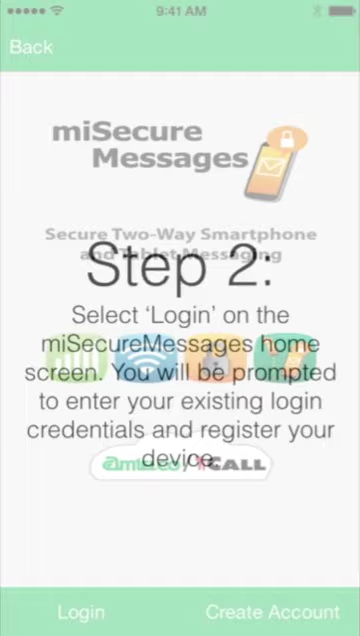 9:41 AM
Back
miSecure
Messages
Secure Two-Way Smartphone
and Tablet Messaging
Step 2:
Select ‘Login’ on the
miSecureMessages home
screen. You will be prompted
to enter your existing login
credentials and register your
device.
amtelco 1CALL
Login
Create Account